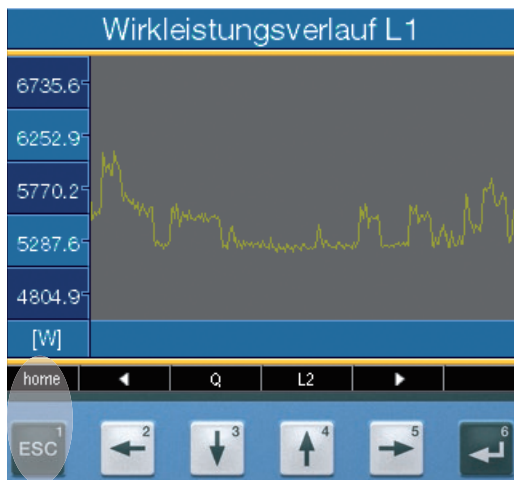 Wirkleistungsverlauf L1
6735.6
6252.9
5770.2
5287.6
4804.9
[W]
home ◄ Q L2 ►
ESC 1 ← 2 ↓ 3 ↑ 4 → 5 ↵ 6